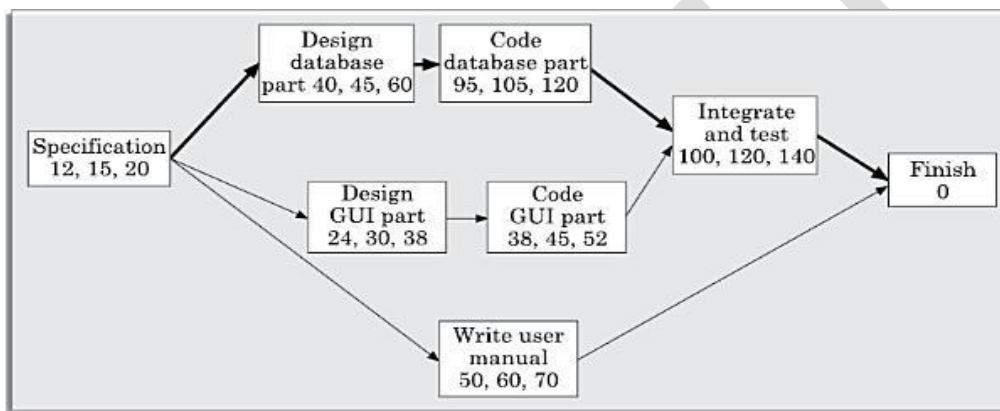 Design
database
part 40, 45, 60
Code
database part
95, 105, 120
Integrate
and test
100, 120, 140
Specification
12, 15, 20
Finish
0
Design
GUI part
24, 30, 38
Code
GUI part
38, 45, 52
Write user
manual
50, 60, 70